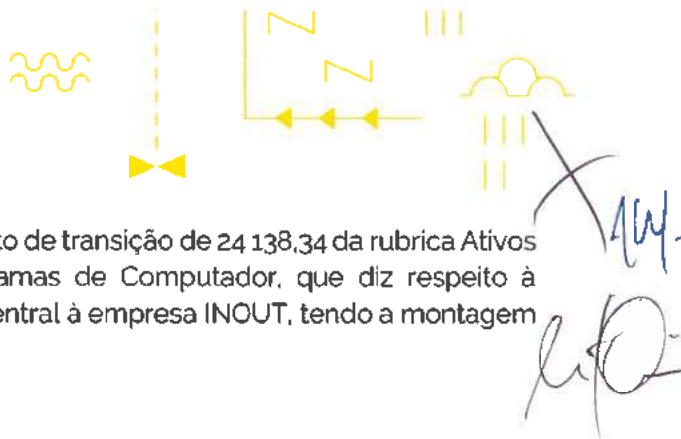 to de transição de 24 138,34 da rubrica Ativos
amas de Computador, que diz respeito à
entral à empresa INOUT, tendo a montagem